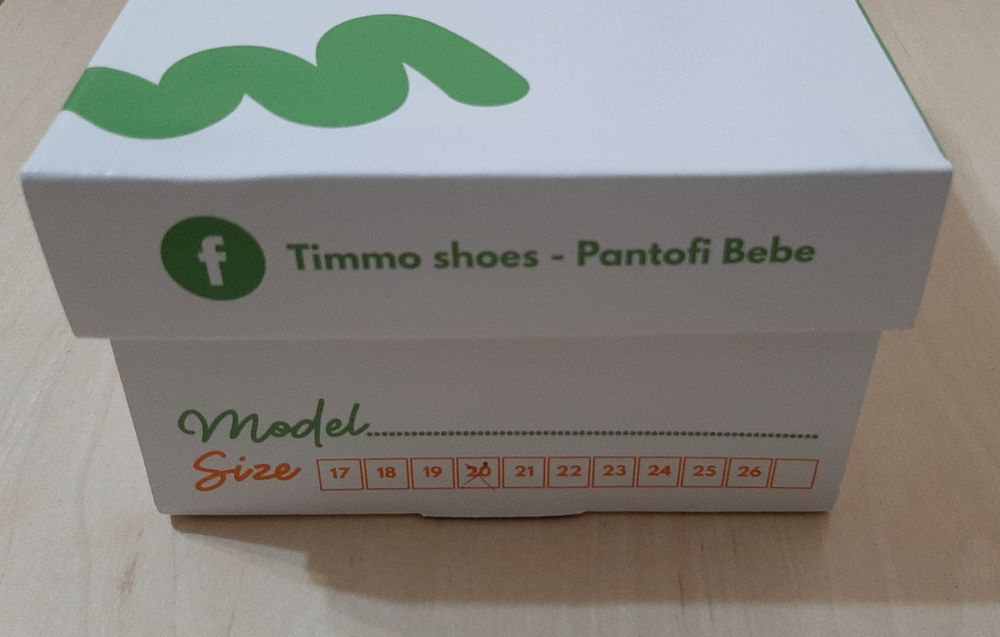 Timmo shoes - Pantofi Bebe
Model............................................................
Size 17 18 19 20 21 22 23 24 25 26